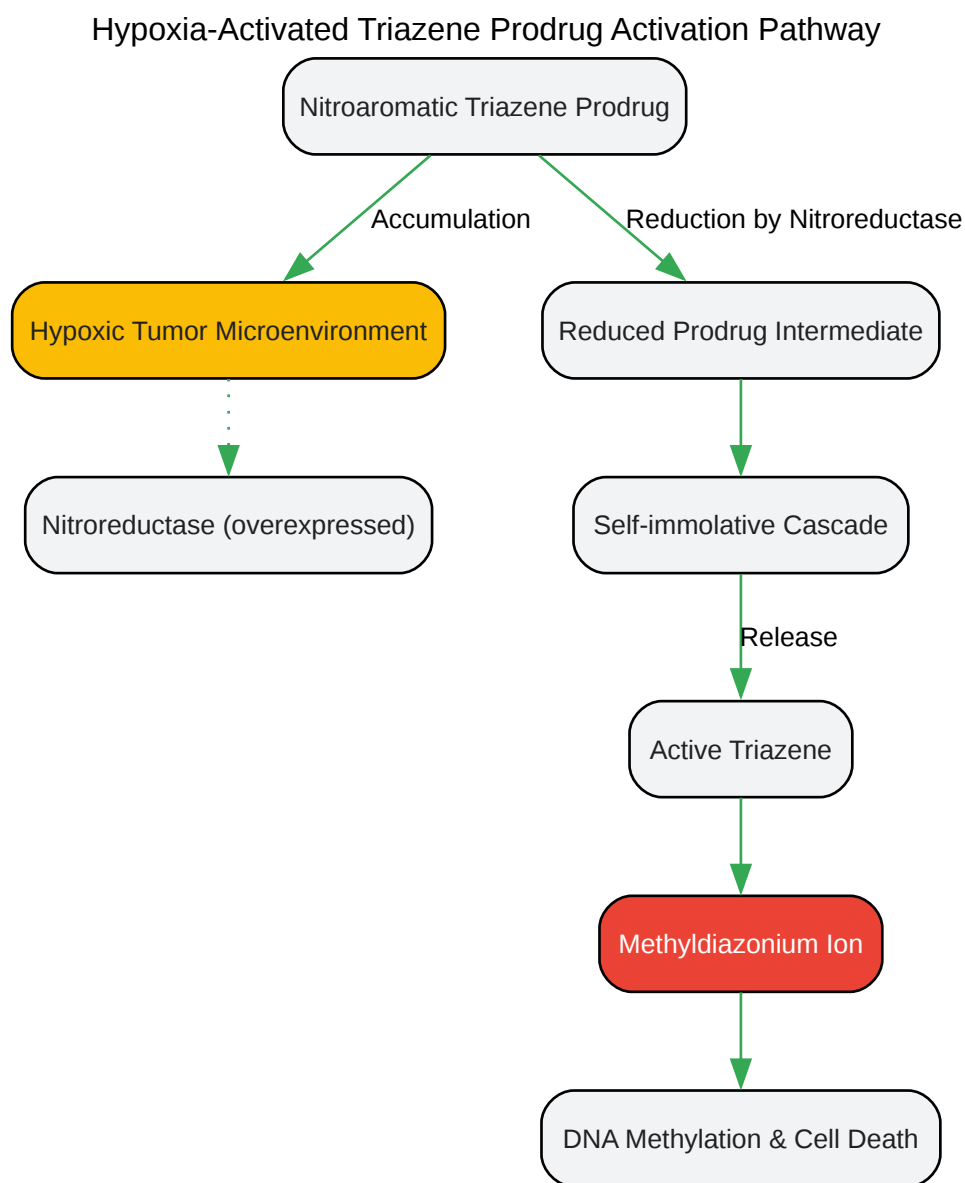 Hypoxia-Activated Triazene Prodrug Activation Pathway
Nitroaromatic Triazene Prodrug
Accumulation
Reduction by Nitroreductase
Hypoxic Tumor Microenvironment
Reduced Prodrug Intermediate
Nitroreductase (overexpressed)
Self-immolative Cascade
Release
Active Triazene
Methyldiazonium Ion
DNA Methylation & Cell Death